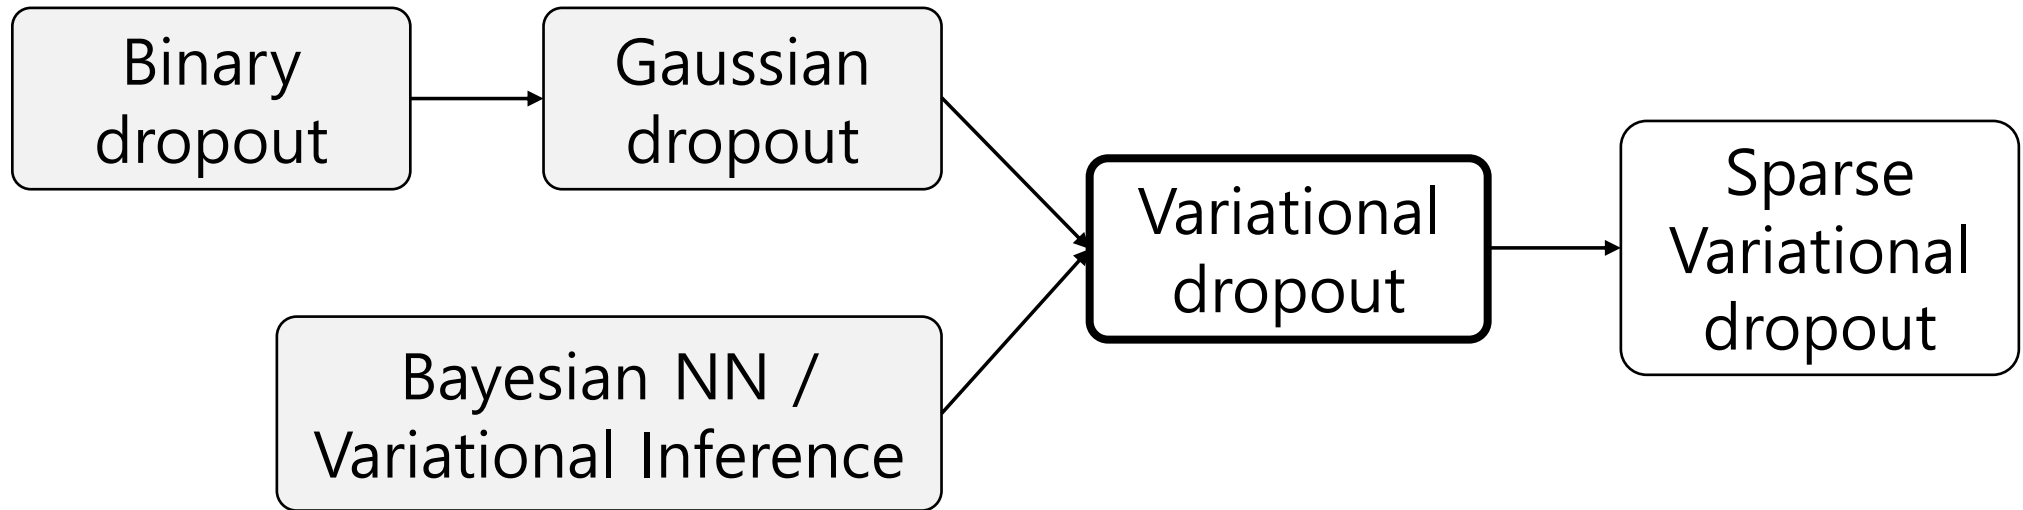 Binary
dropout
Gaussian
dropout
Bayesian NN /
Variational Inference
Variational
dropout
Sparse
Variational
dropout